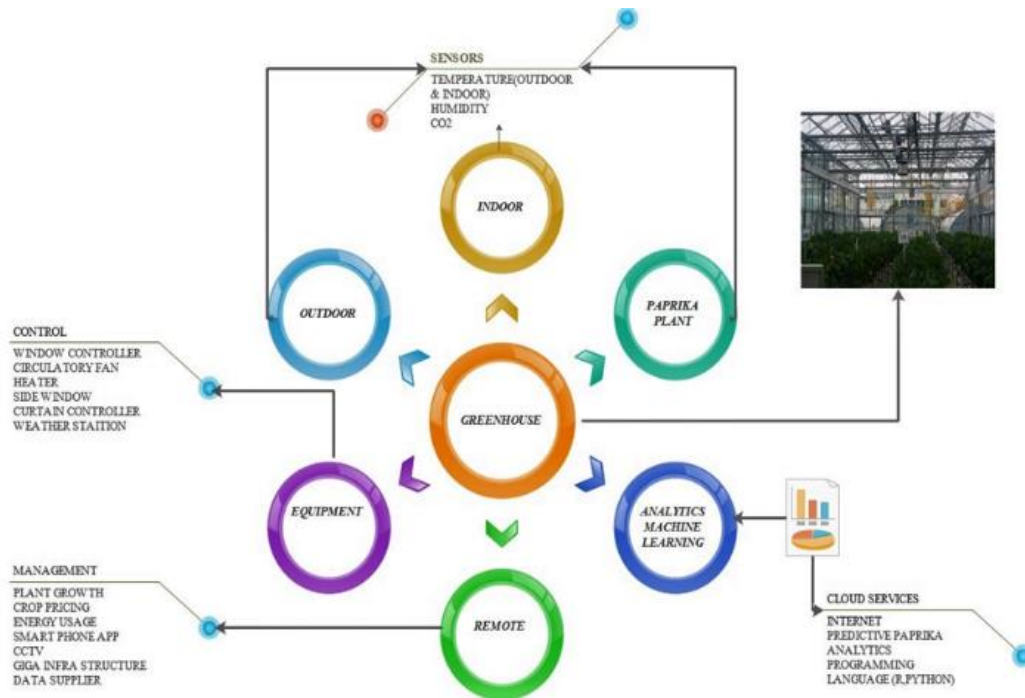 SENSORS
TEMPERATURE(OUTDOOR
& INDOOR)
HUMIDITY
CO2
INDOOR
OUTDOOR
PAPRIKA
PLANT
CONTROL
WINDOW CONTROLLER
CIRCULATORY FAN
HEATER
SIDE WINDOW
CURTAIN CONTROLLER
WEATHER STAITION
GREENHOUSE
EQUIPMENT
ANALYTICS
MACHINE
LEARNING
MANAGEMENT
PLANT GROWTH
CROP PRICING
ENERGY USAGE
SMART PHONE APP
CCTV
GIGA INFRA STRUCTURE
DATA SUPPLIER
REMOTE
CLOUD SERVICES
INTERNET
PREDICTIVE PAPRIKA
ANALYTICS
PROGRAMMING
LANGUAGE (R,PYTHON)